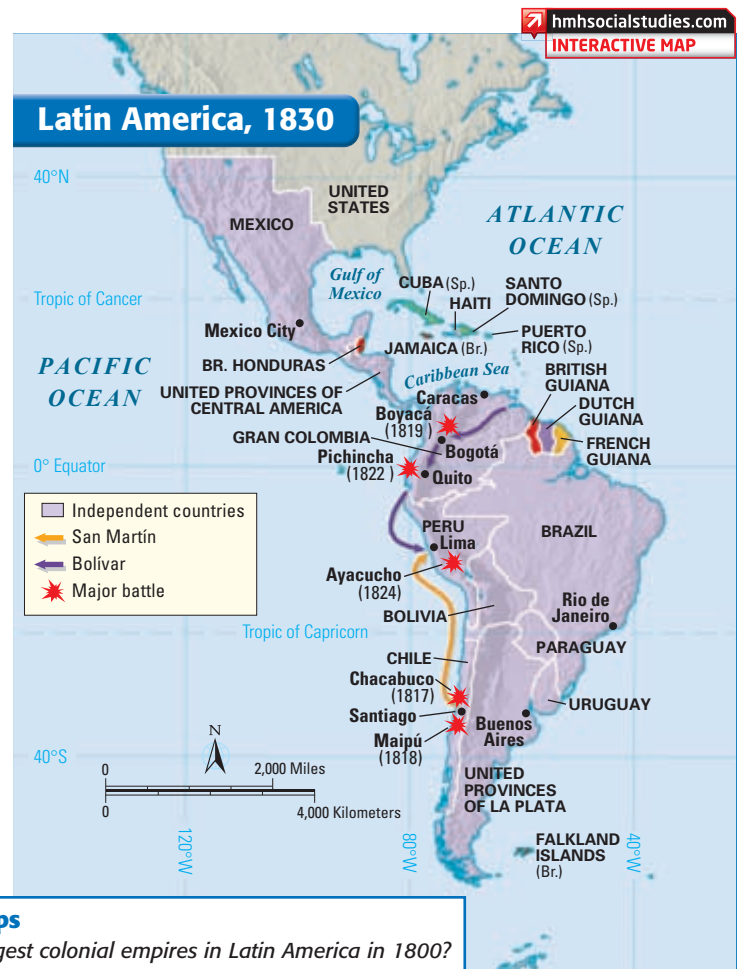 hmhsocialstudies.com
INTERACTIVE MAP
Latin America, 1830
40°N
UNITED
STATES
MEXICO
ATLANTIC
OCEAN
Gulf of
Mexico
CUBA (Sp.)
HAITI
SANTO
DOMINGO (Sp.)
Tropic of Cancer
Mexico City
JAMAICA (Br.)
PUERTO
RICO (Sp.)
PACIFIC
OCEAN
BR. HONDURAS
Caribbean Sea
BRITISH
GUIANA
UNITED PROVINCES OF
CENTRAL AMERICA
Caracas
DUTCH
GUIANA
Boyacá
(1819 )
GRAN COLOMBIA
Bogotá
FRENCH
GUIANA
Pichincha
(1822 )
0° Equator
Quito
Independent countries
San Martín
Bolívar
Major battle
PERU
Lima
BRAZIL
Ayacucho
(1824)
BOLIVIA
Rio de
Janeiro
Tropic of Capricorn
PARAGUAY
CHILE
Chacabuco
(1817)
URUGUAY
Santiago
Buenos
Aires
Maipú
(1818)
N
40°S
0
2,000 Miles
0
4,000 Kilometers
UNITED
PROVINCES
OF LA PLATA
120°W
80°W
40°W
FALKLAND
ISLANDS
(Br.)
ps
gest colonial empires in Latin America in 1800?